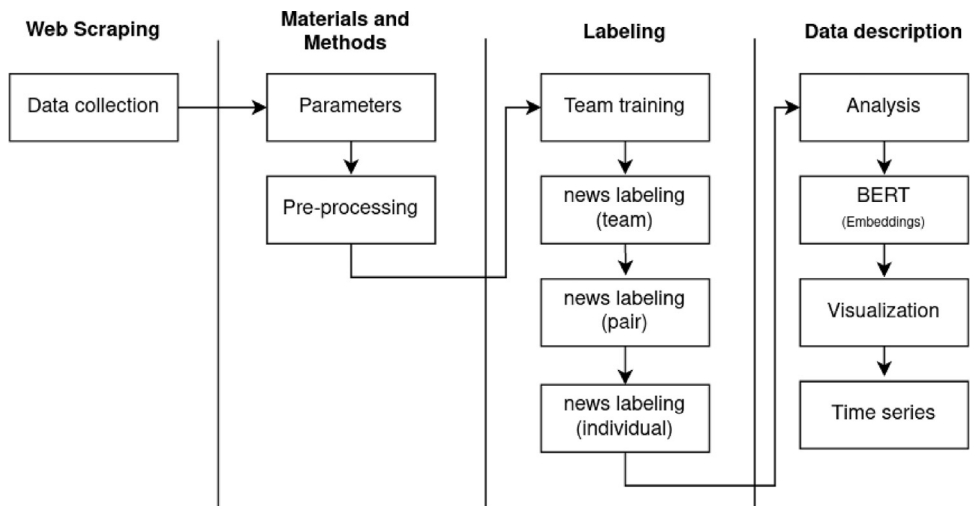 Web Scraping
Data collection
Materials and
Methods
Parameters
Pre-processing
Labeling
Team training
news labeling
(team)
news labeling
(pair)
news labeling
(individual)
Data description
Analysis
BERT
(Embeddings)
Visualization
Time series